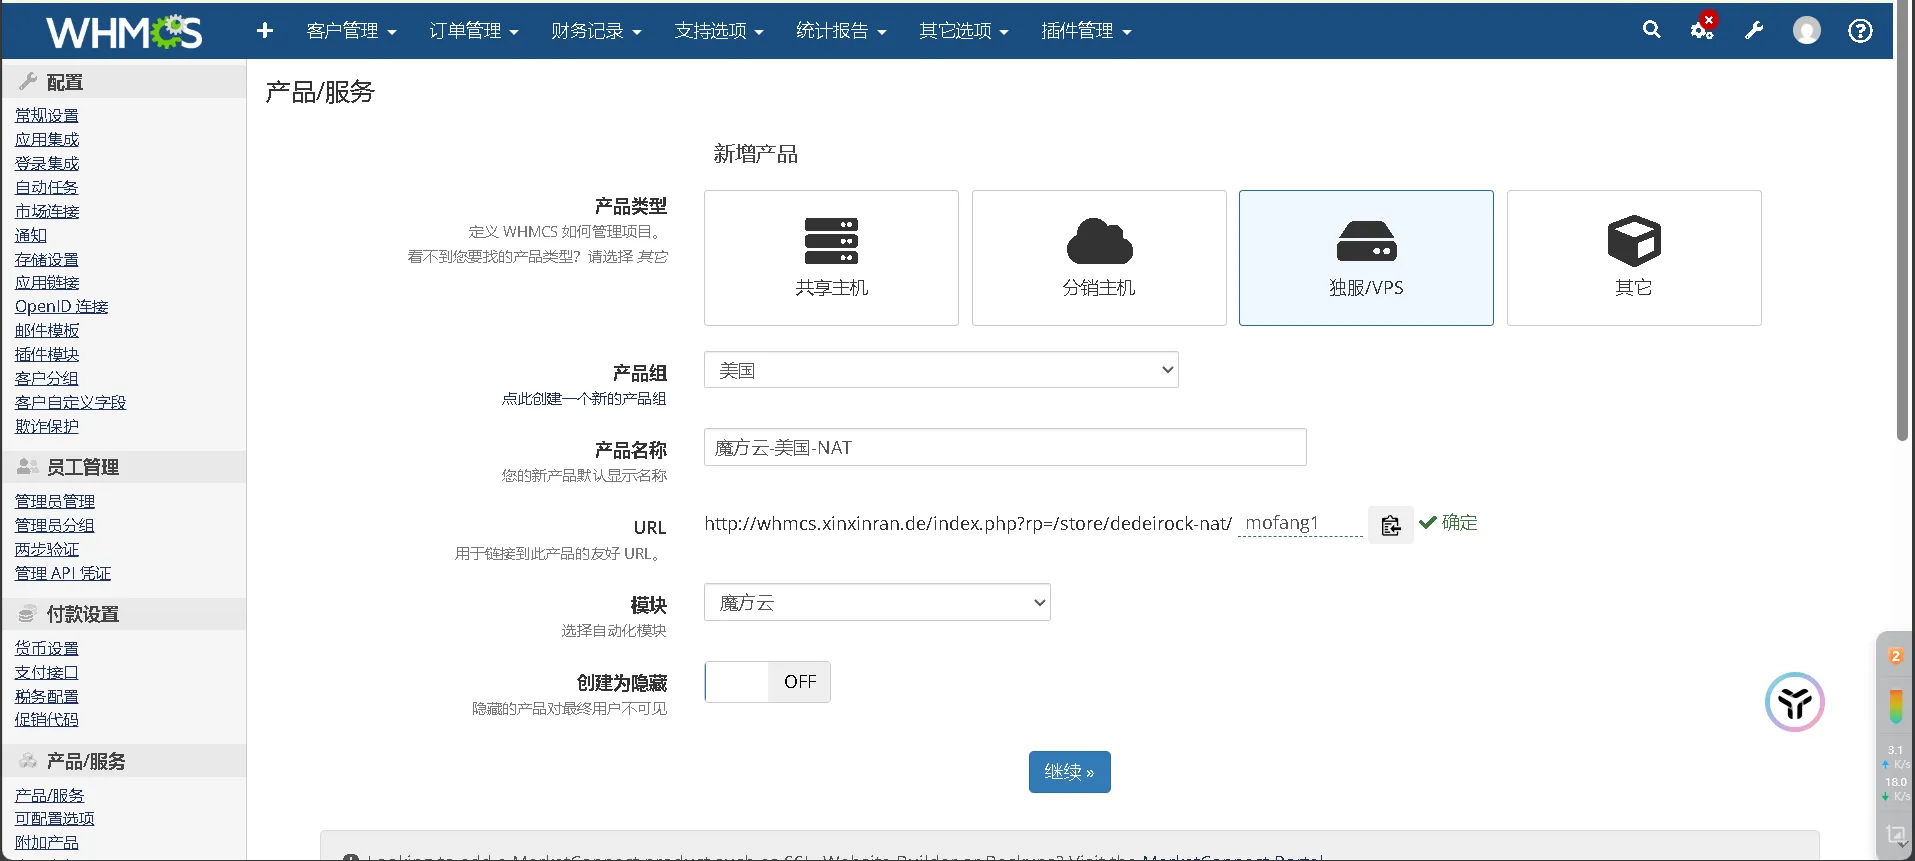 WHMCS
客户管理
订单管理
财务记录
支持选项
统计报告
其它选项
插件管理
配置
常规设置
应用集成
登录集成
自动任务
市场连接
通知
存储设置
应用链接
OpenID 连接
邮件模板
插件模块
客户分组
客户自定义字段
欺诈保护
员工管理
管理员管理
管理员分组
两步验证
管理 API 凭证
付款设置
货币设置
支付接口
税务配置
促销代码
产品/服务
产品/服务
可配置选项
附加产品
产品/服务
新增产品
产品类型
定义 WHMCS 如何管理项目。
看不到您要找的产品类型？请选择 其它
共享主机
分销主机
独服/VPS
其它
产品组
点此创建一个新的产品组
美国
产品名称
您的新产品默认显示名称
魔方云-美国-NAT
URL
用于链接到此产品的友好 URL。
http://whmcs.xinxinran.de/index.php?rp=/store/dedeirock-nat/ mofang1
确定
模块
选择自动化模块
魔方云
创建为隐藏
隐藏的产品对最终用户不可见
OFF
继续 »
Looking to add a MarketConnect product such as SSL, Website Builder or Backups? Visit the MarketConnect Portal
2
3.1
K/s
18.0
K/s